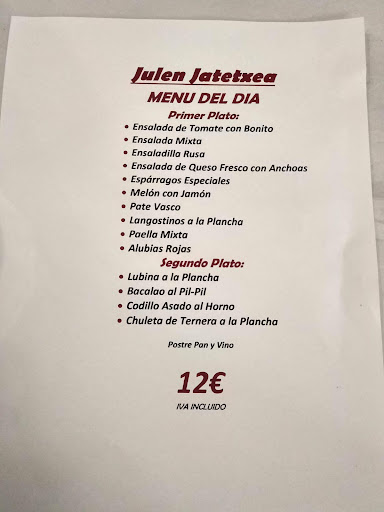 Julen Jatetxea
MENU DEL DIA
Primer Plato:
• Ensalada de Tomate con Bonito
• Ensalada Mixta
• Ensaladilla Rusa
• Ensalada de Queso Fresco con Anchoas
• Espárragos Especiales
• Melón con Jamón
• Pate Vasco
• Langostinos a la Plancha
• Paella Mixta
• Alubias Rojas
Segundo Plato:
• Lubina a la Plancha
• Bacalao al Pil-Pil
• Codillo Asado al Horno
• Chuleta de Ternera a la Plancha
Postre Pan y Vino
12€
IVA INCLUIDO